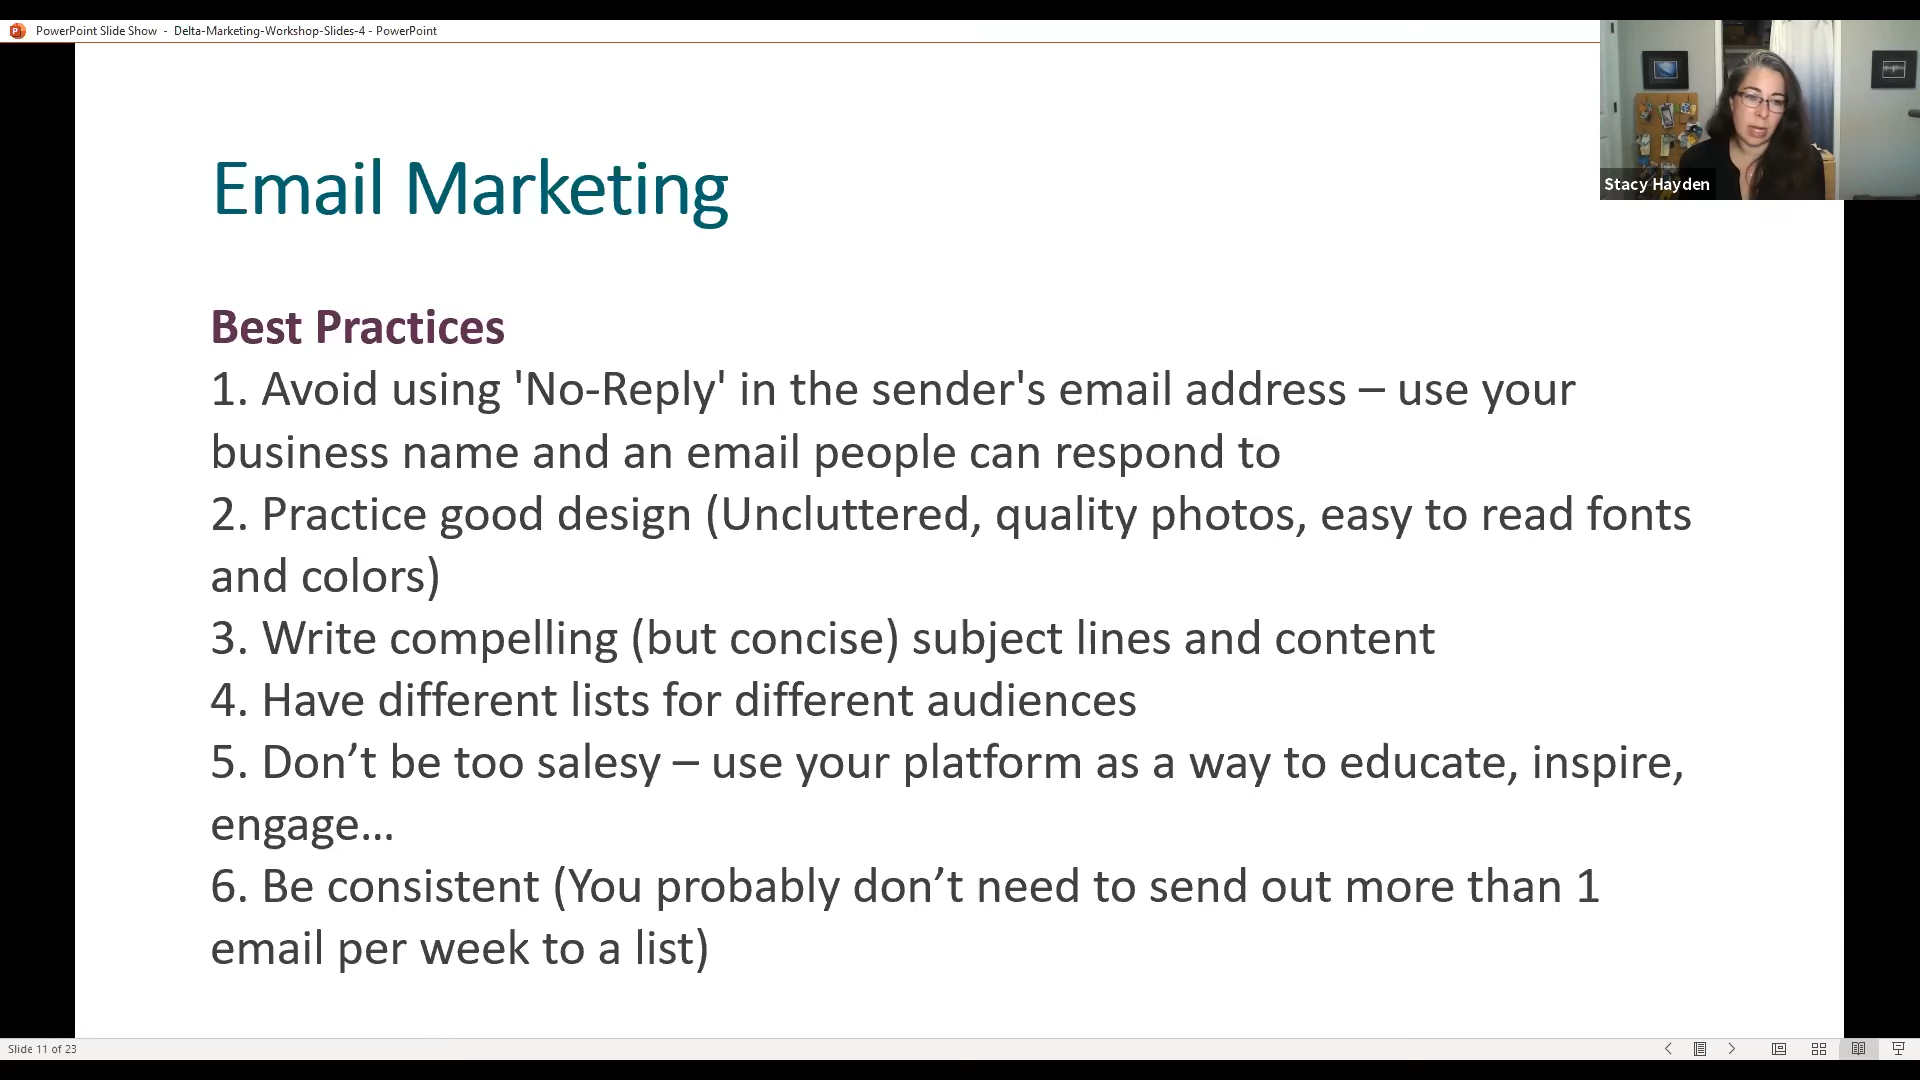 PowerPoint Slide Show - Delta-Marketing-Workshop-Slides-4 - PowerPoint
Stacy Hayden
Email Marketing
Best Practices
1. Avoid using 'No-Reply' in the sender's email address – use your
business name and an email people can respond to
2. Practice good design (Uncluttered, quality photos, easy to read fonts
and colors)
3. Write compelling (but concise) subject lines and content
4. Have different lists for different audiences
5. Don’t be too salesy – use your platform as a way to educate, inspire,
engage…
6. Be consistent (You probably don’t need to send out more than 1
email per week to a list)
Slide 11 of 23